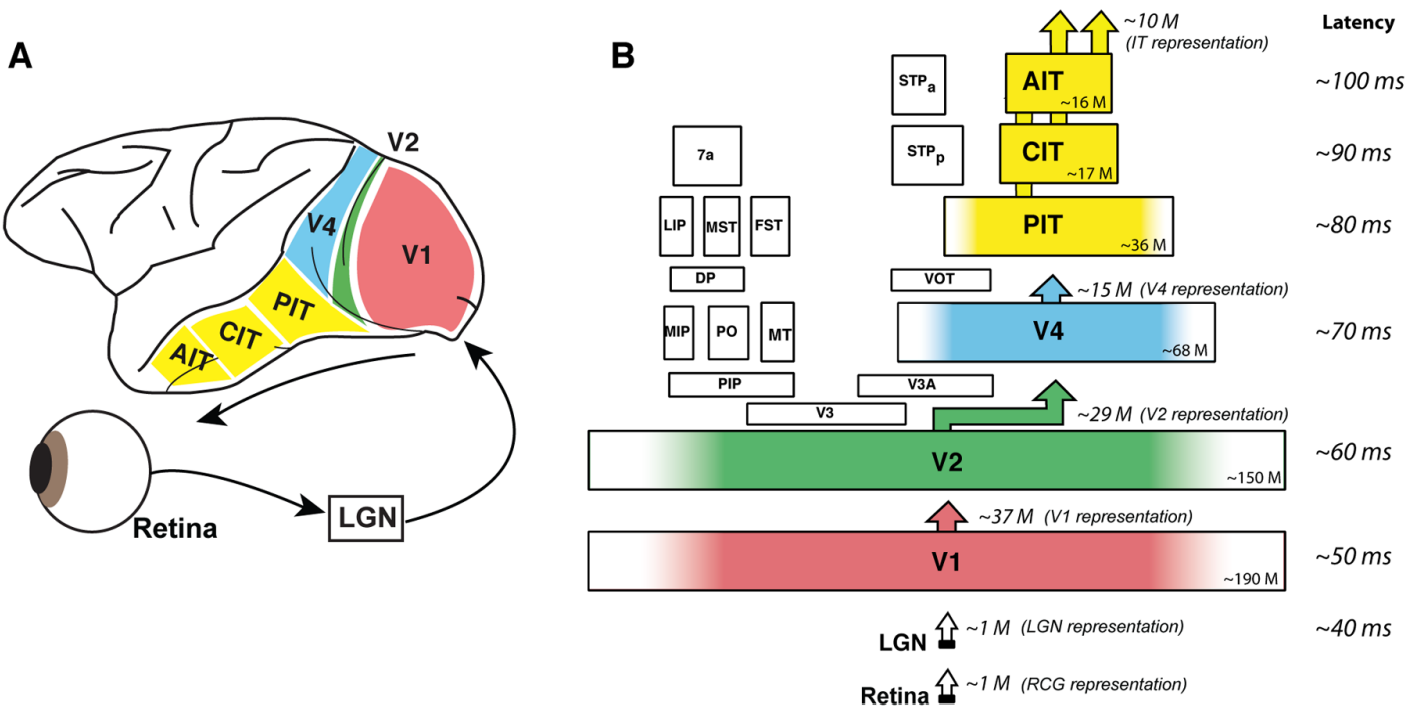 A
V2
V4
V1
PIT
CIT
AIT
Retina
LGN
B
Latency
~10 M
(IT representation)
STPa
AIT
~16 M
~100 ms
7a
STPp
CIT
~17 M
~90 ms
LIP
MST
FST
PIT
~36 M
~80 ms
DP
VOT
~15 M (V4 representation)
MIP
PO
MT
V4
~68 M
~70 ms
PIP
V3A
V3
~29 M (V2 representation)
V2
~150 M
~60 ms
~37 M (V1 representation)
V1
~190 M
~50 ms
LGN
~1 M (LGN representation)
~40 ms
Retina
~1 M (RCG representation)